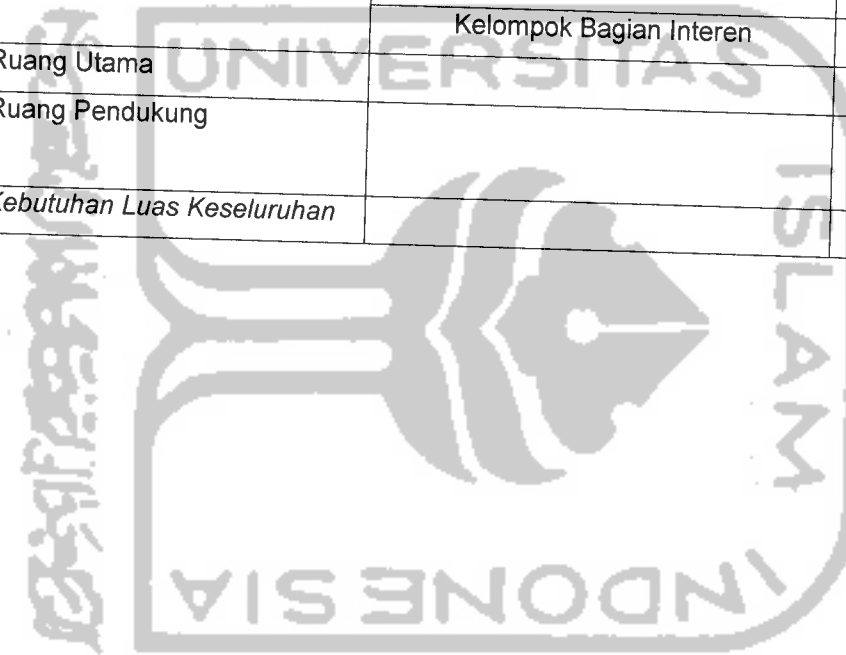 Kelompok Bagian Interen
Ruang Utama
Ruang Pendukung
Kebutuhan Luas Keseluruhan
UNIVERSITAS
ISLAM
INDONESIA